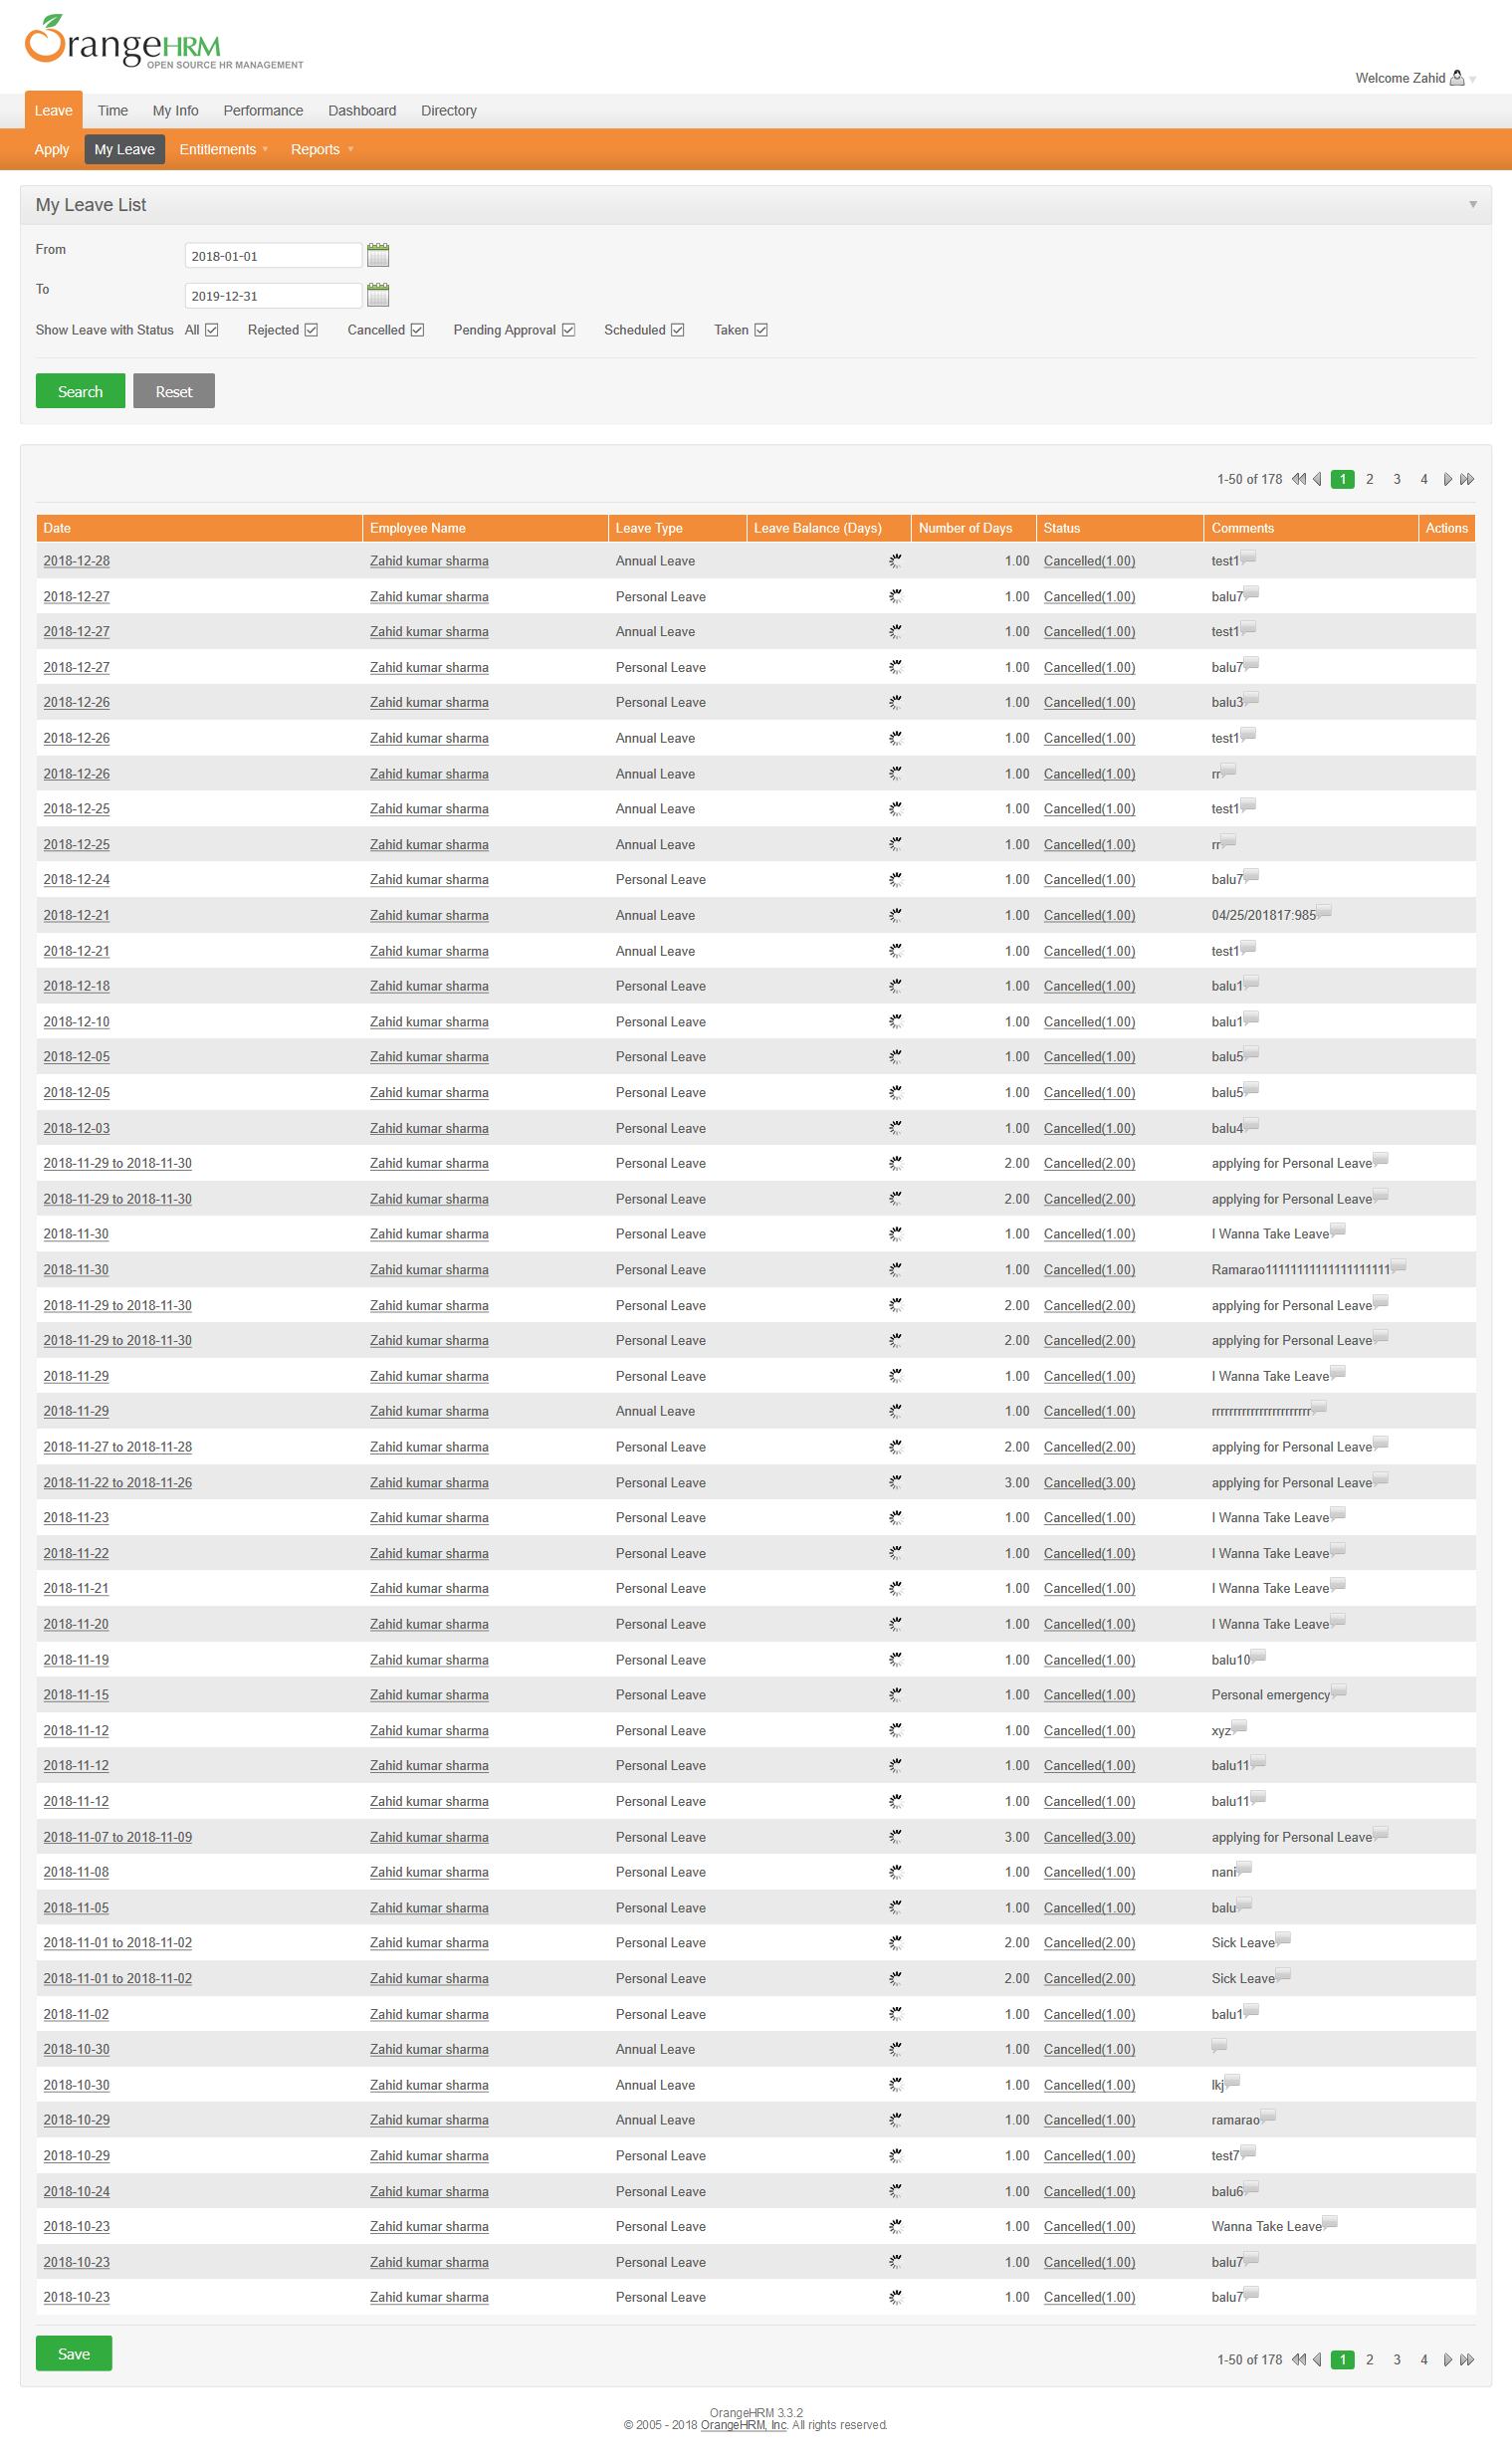 OrangeHRM
OPEN SOURCE HR MANAGEMENT
Welcome Zahid
Leave Time My Info Performance Dashboard Directory
Apply My Leave Entitlements Reports
My Leave List
From 2018-01-01
To 2019-12-31
Show Leave with Status All Rejected Cancelled Pending Approval Scheduled Taken
Search Reset
1-50 of 178 1 2 3 4
Date Employee Name Leave Type Leave Balance (Days) Number of Days Status Comments Actions
2018-12-28 Zahid kumar sharma Annual Leave 1.00 Cancelled(1.00) test1
2018-12-27 Zahid kumar sharma Personal Leave 1.00 Cancelled(1.00) balu7
2018-12-27 Zahid kumar sharma Annual Leave 1.00 Cancelled(1.00) test1
2018-12-27 Zahid kumar sharma Personal Leave 1.00 Cancelled(1.00) balu7
2018-12-26 Zahid kumar sharma Personal Leave 1.00 Cancelled(1.00) balu3
2018-12-26 Zahid kumar sharma Annual Leave 1.00 Cancelled(1.00) test1
2018-12-26 Zahid kumar sharma Annual Leave 1.00 Cancelled(1.00) rr
2018-12-25 Zahid kumar sharma Annual Leave 1.00 Cancelled(1.00) test1
2018-12-25 Zahid kumar sharma Annual Leave 1.00 Cancelled(1.00) rr
2018-12-24 Zahid kumar sharma Personal Leave 1.00 Cancelled(1.00) balu7
2018-12-21 Zahid kumar sharma Annual Leave 1.00 Cancelled(1.00) 04/25/201817:985
2018-12-21 Zahid kumar sharma Annual Leave 1.00 Cancelled(1.00) test1
2018-12-18 Zahid kumar sharma Personal Leave 1.00 Cancelled(1.00) balu1
2018-12-10 Zahid kumar sharma Personal Leave 1.00 Cancelled(1.00) balu1
2018-12-05 Zahid kumar sharma Personal Leave 1.00 Cancelled(1.00) balu5
2018-12-05 Zahid kumar sharma Personal Leave 1.00 Cancelled(1.00) balu5
2018-12-03 Zahid kumar sharma Personal Leave 1.00 Cancelled(1.00) balu4
2018-11-29 to 2018-11-30 Zahid kumar sharma Personal Leave 2.00 Cancelled(2.00) applying for Personal Leave
2018-11-29 to 2018-11-30 Zahid kumar sharma Personal Leave 2.00 Cancelled(2.00) applying for Personal Leave
2018-11-30 Zahid kumar sharma Personal Leave 1.00 Cancelled(1.00) I Wanna Take Leave
2018-11-30 Zahid kumar sharma Personal Leave 1.00 Cancelled(1.00)
2018-11-29 to 2018-11-30 Zahid kumar sharma Personal Leave 2.00 Cancelled(2.00) applying for Personal Leave
2018-11-29 to 2018-11-30 Zahid kumar sharma Personal Leave 2.00 Cancelled(2.00) applying for Personal Leave
2018-11-29 Zahid kumar sharma Personal Leave 1.00 Cancelled(1.00) I Wanna Take Leave
2018-11-29 Zahid kumar sharma Annual Leave 1.00 Cancelled(1.00)
2018-11-27 to 2018-11-28 Zahid kumar sharma Personal Leave 2.00 Cancelled(2.00) applying for Personal Leave
2018-11-22 to 2018-11-26 Zahid kumar sharma Personal Leave 3.00 Cancelled(3.00) applying for Personal Leave
2018-11-23 Zahid kumar sharma Personal Leave 1.00 Cancelled(1.00) I Wanna Take Leave
2018-11-22 Zahid kumar sharma Personal Leave 1.00 Cancelled(1.00) I Wanna Take Leave
2018-11-21 Zahid kumar sharma Personal Leave 1.00 Cancelled(1.00) I Wanna Take Leave
2018-11-20 Zahid kumar sharma Personal Leave 1.00 Cancelled(1.00) I Wanna Take Leave
2018-11-19 Zahid kumar sharma Personal Leave 1.00 Cancelled(1.00) balu10
2018-11-15 Zahid kumar sharma Personal Leave 1.00 Cancelled(1.00) Personal emergency
2018-11-12 Zahid kumar sharma Personal Leave 1.00 Cancelled(1.00) xyz
2018-11-12 Zahid kumar sharma Personal Leave 1.00 Cancelled(1.00) balu11
2018-11-12 Zahid kumar sharma Personal Leave 1.00 Cancelled(1.00) balu11
2018-11-07 to 2018-11-09 Zahid kumar sharma Personal Leave 3.00 Cancelled(3.00) applying for Personal Leave
2018-11-08 Zahid kumar sharma Personal Leave 1.00 Cancelled(1.00) nani
2018-11-05 Zahid kumar sharma Personal Leave 1.00 Cancelled(1.00) balu
2018-11-01 to 2018-11-02 Zahid kumar sharma Personal Leave 2.00 Cancelled(2.00) Sick Leave
2018-11-01 to 2018-11-02 Zahid kumar sharma Personal Leave 2.00 Cancelled(2.00) Sick Leave
2018-11-02 Zahid kumar sharma Personal Leave 1.00 Cancelled(1.00) balu1
2018-10-30 Zahid kumar sharma Annual Leave 1.00 Cancelled(1.00)
2018-10-30 Zahid kumar sharma Annual Leave 1.00 Cancelled(1.00) lkj
2018-10-29 Zahid kumar sharma Annual Leave 1.00 Cancelled(1.00) ramarao
2018-10-29 Zahid kumar sharma Personal Leave 1.00 Cancelled(1.00) test7
2018-10-24 Zahid kumar sharma Personal Leave 1.00 Cancelled(1.00) balu6
2018-10-23 Zahid kumar sharma Personal Leave 1.00 Cancelled(1.00) Wanna Take Leave
2018-10-23 Zahid kumar sharma Personal Leave 1.00 Cancelled(1.00) balu7
2018-10-23 Zahid kumar sharma Personal Leave 1.00 Cancelled(1.00) balu7
Save 1-50 of 178 1 2 3 4
OrangeHRM 3.3.2
© 2005 - 2018 OrangeHRM, Inc. All rights reserved.